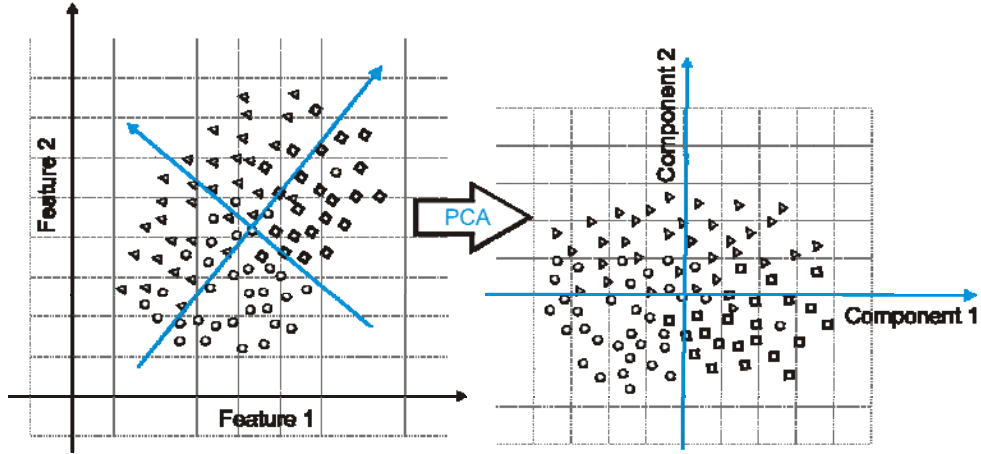 Feature 2
Feature 1
PCA
Component 2
Component 1